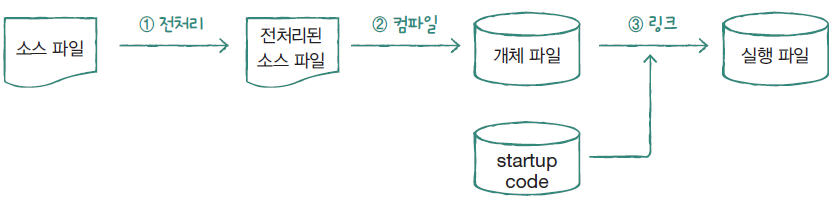 소스 파일
① 전처리
전처리된
소스 파일
② 컴파일
개체 파일
③ 링크
실행 파일
startup
code